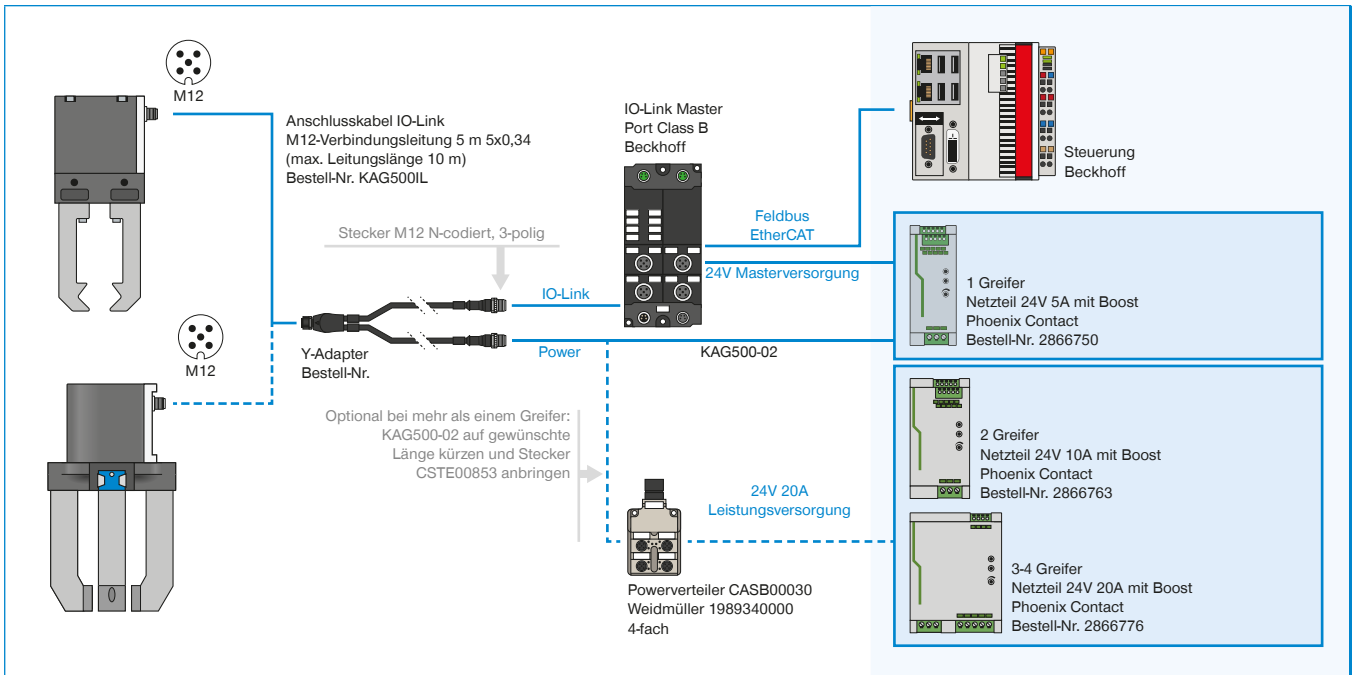 M12
Anschlusskabel IO-Link
M12-Verbindungsleitung 5 m 5x0,34
(max. Leitungslänge 10 m)
Bestell-Nr. KAG500IL
IO-Link Master
Port Class B
Beckhoff
Steuerung
Beckhoff
Stecker M12 N-codiert, 3-polig
Feldbus
EtherCAT
24V Masterversorgung
IO-Link
1 Greifer
Netzteil 24V 5A mit Boost
Phoenix Contact
Bestell-Nr. 2866750
M12
Y-Adapter
Bestell-Nr.
Power
KAG500-02
Optional bei mehr als einem Greifer:
KAG500-02 auf gewünschte
Länge kürzen und Stecker
CSTE00853 anbringen
24V 20A
Leistungsversorgung
2 Greifer
Netzteil 24V 10A mit Boost
Phoenix Contact
Bestell-Nr. 2866763
Powerverteiler CASB00030
Weidmüller 1989340000
4-fach
3-4 Greifer
Netzteil 24V 20A mit Boost
Phoenix Contact
Bestell-Nr. 2866776